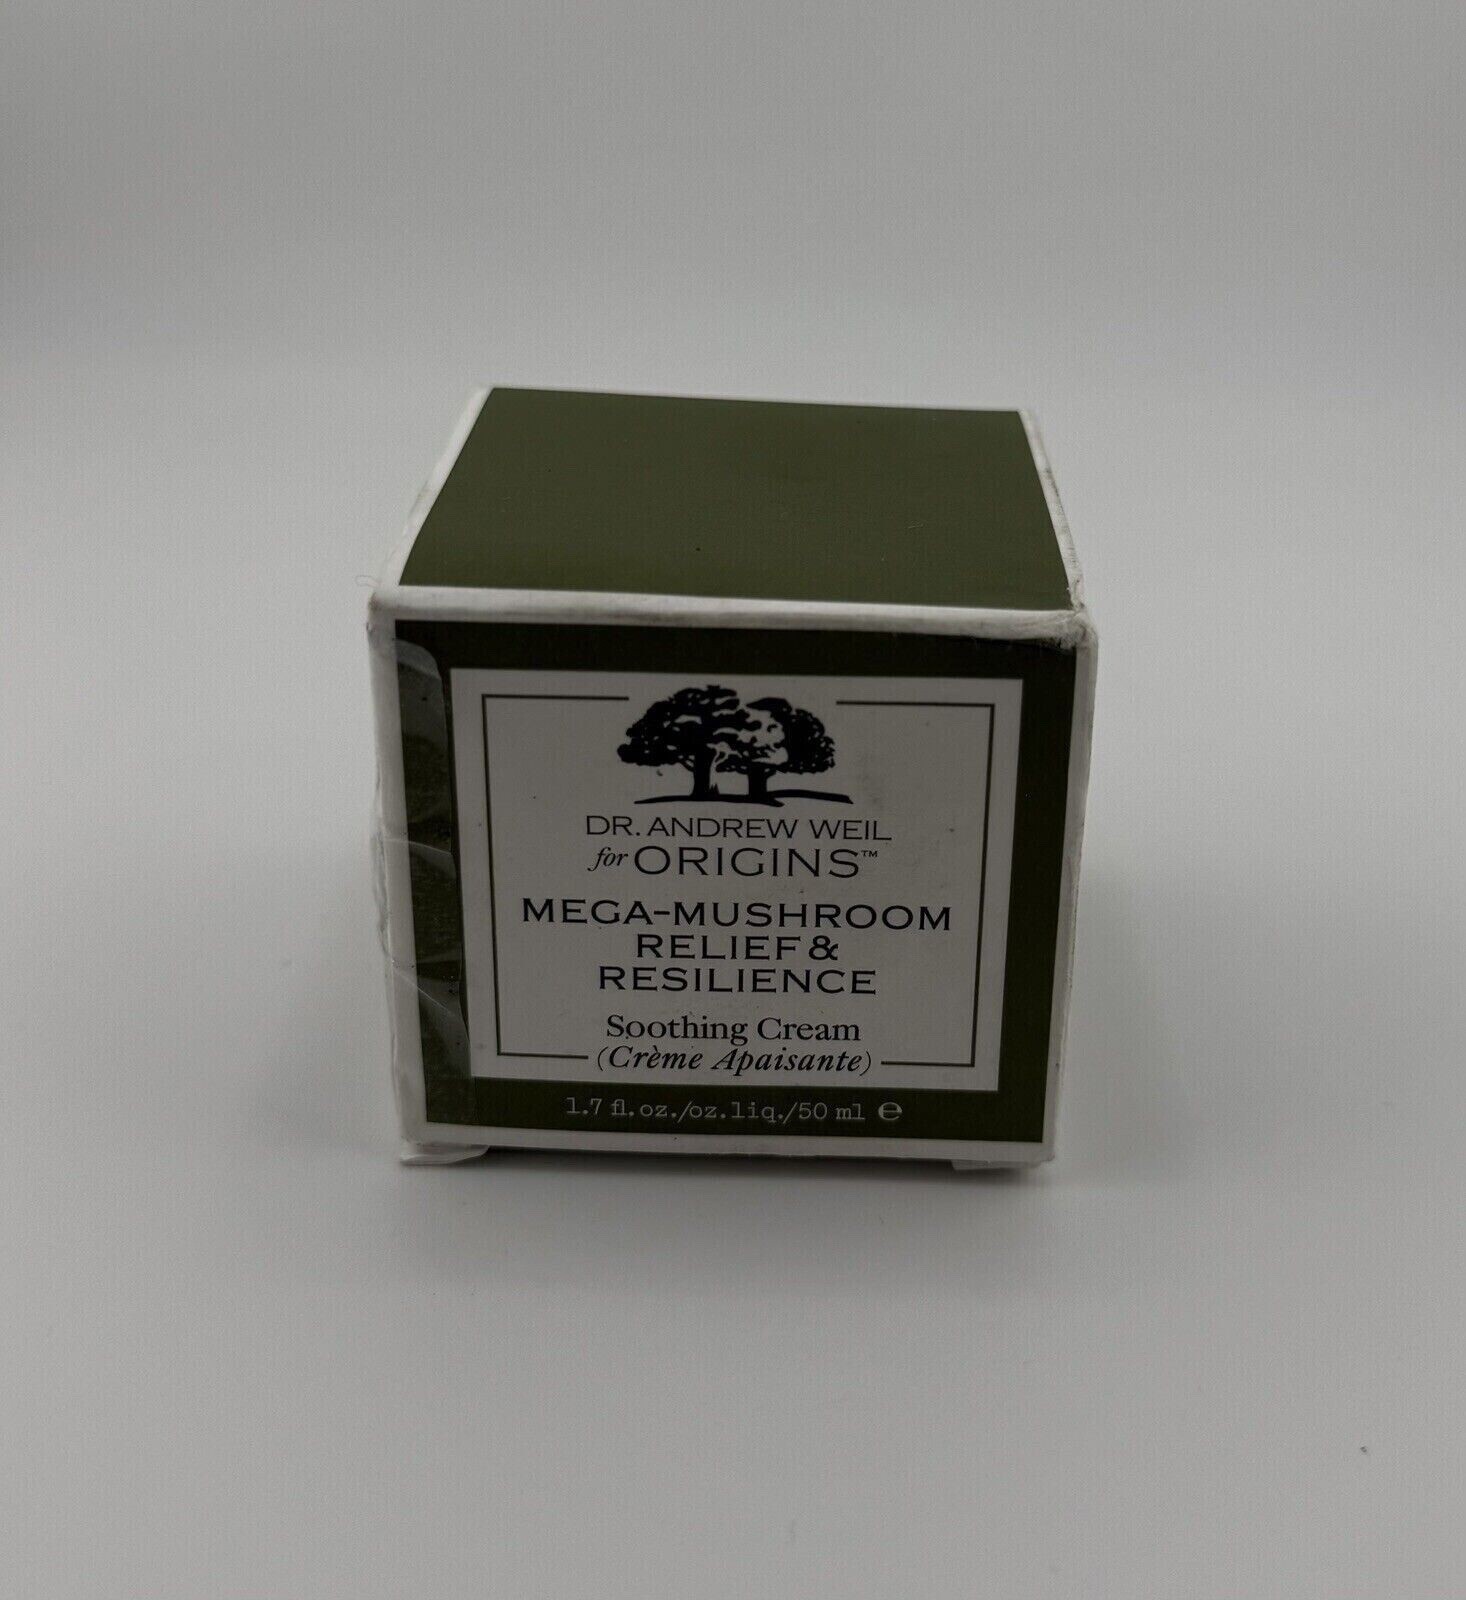 DR. ANDREW WEIL
for ORIGINS™
MEGA-MUSHROOM
RELIEF &
RESILIENCE
Soothing Cream
(Crème Apaisante)
1.7 fl. oz./oz.liq./50 ml ℮